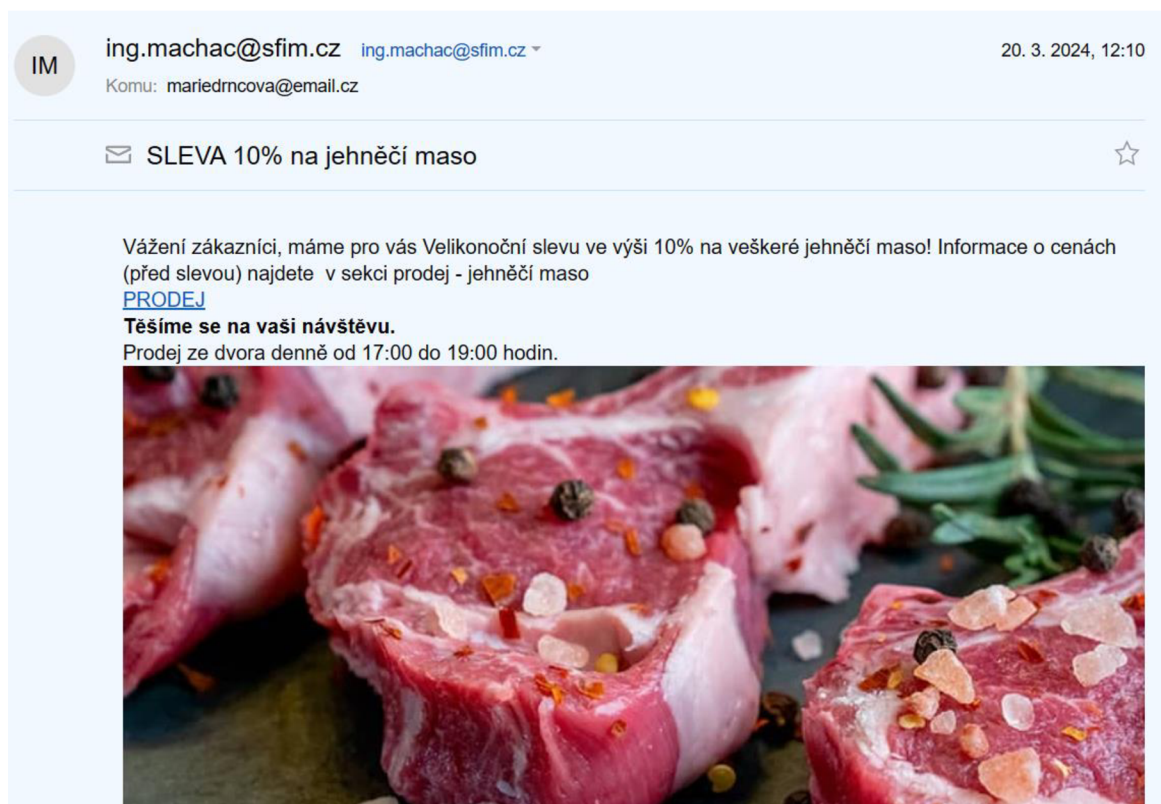 IM
ing.machac@sfim.cz ing.machac@sfim.cz
20. 3. 2024, 12:10
Komu: mariedrncova@email.cz
SLEVA 10% na jehněčí maso
Vážení zákazníci, máme pro vás Velikonoční slevu ve výši 10% na veškeré jehněčí maso! Informace o cenách
(před slevou) najdete v sekci prodej - jehněčí maso
PRODEJ
Těšíme se na vaši návštěvu.
Prodej ze dvora denně od 17:00 do 19:00 hodin.